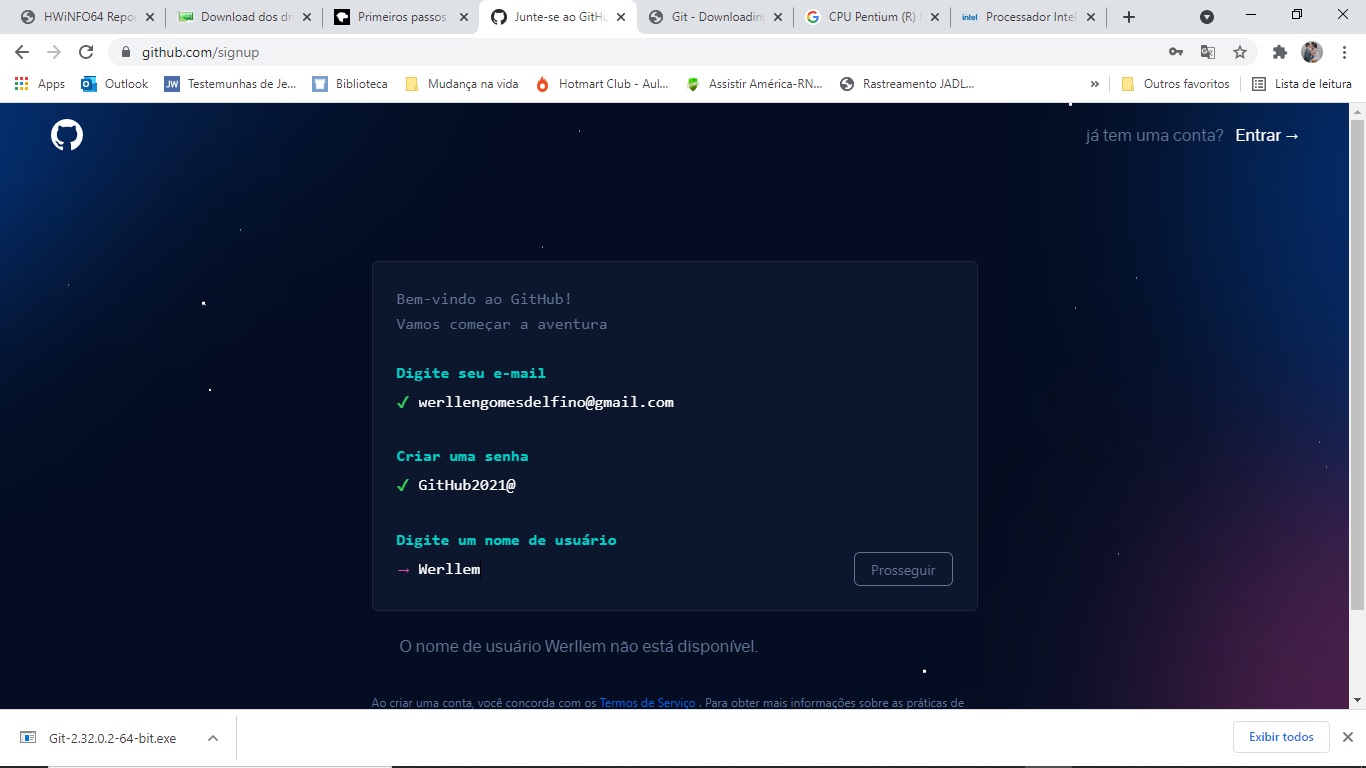 HWiNFO64 Repor
Download dos dri
Primeiros passos
Junte-se ao GitHu
Git - Downloading
CPU Pentium (R)
intel Processador Intel
github.com/signup
Apps
Outlook
JW Testemunhas de Je...
Biblioteca
Mudança na vida
Hotmart Club - Aul...
Assistir América-RN...
Rastreamento JADL...
»
Outros favoritos
Lista de leitura
já tem uma conta? Entrar →
Bem-vindo ao GitHub!
Vamos começar a aventura
Digite seu e-mail
✓ werllengomesdelfino@gmail.com
Criar uma senha
✓ GitHub2021@
Digite um nome de usuário
→ Werllem
Prosseguir
O nome de usuário Werllem não está disponível.
Ao criar uma conta, você concorda com os Termos de Serviço . Para obter mais informações sobre as práticas de
Git-2.32.0.2-64-bit.exe
Exibir todos